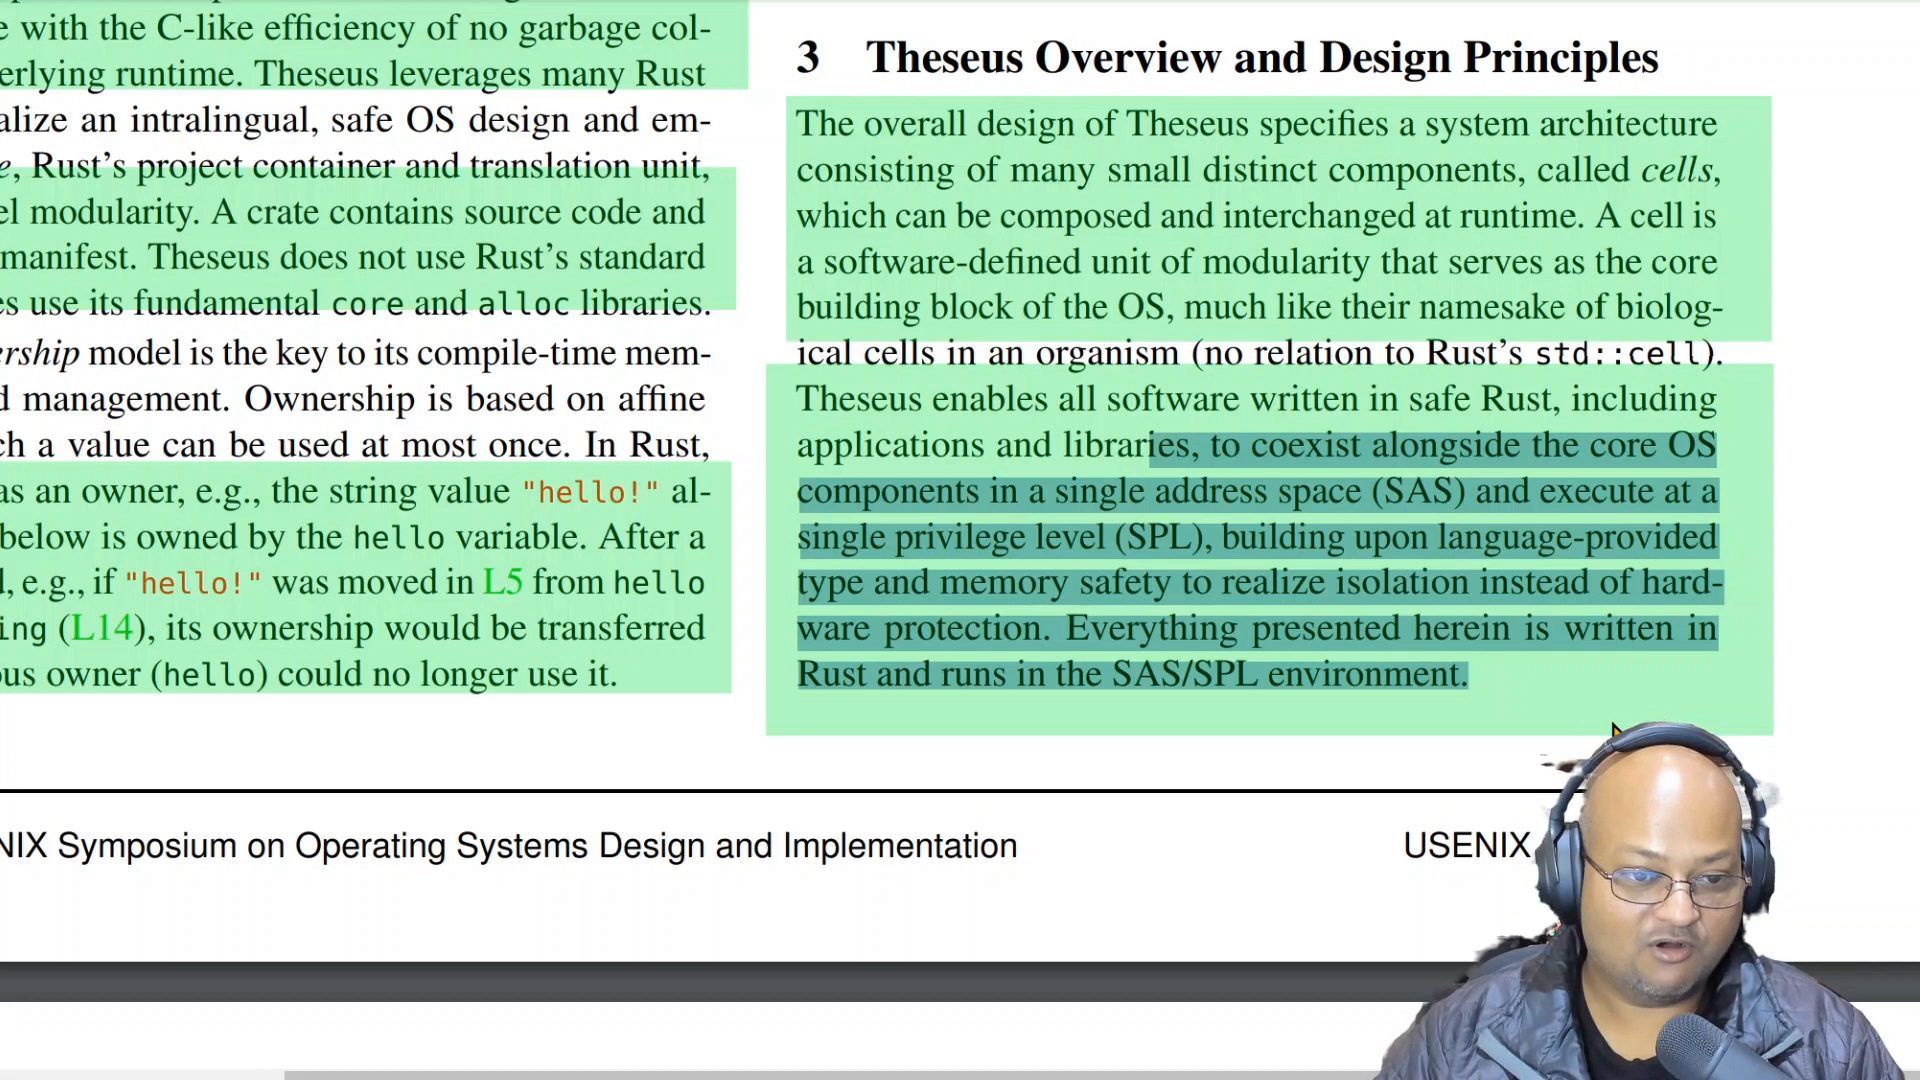 e with the C-like efficiency of no garbage col-
erlying runtime. Theseus leverages many Rust
alize an intralingual, safe OS design and em-
e, Rust's project container and translation unit,
el modularity. A crate contains source code and
manifest. Theseus does not use Rust's standard
es use its fundamental core and alloc libraries.
ership model is the key to its compile-time mem-
d management. Ownership is based on affine
ch a value can be used at most once. In Rust,
as an owner, e.g., the string value "hello!" al-
below is owned by the hello variable. After a
l, e.g., if "hello!" was moved in L5 from hello
ing (L14), its ownership would be transferred
ous owner (hello) could no longer use it.
3 Theseus Overview and Design Principles
The overall design of Theseus specifies a system architecture
consisting of many small distinct components, called cells,
which can be composed and interchanged at runtime. A cell is
a software-defined unit of modularity that serves as the core
building block of the OS, much like their namesake of biolog-
ical cells in an organism (no relation to Rust's std::cell).
Theseus enables all software written in safe Rust, including
applications and libraries, to coexist alongside the core OS
components in a single address space (SAS) and execute at a
single privilege level (SPL), building upon language-provided
type and memory safety to realize isolation instead of hard-
ware protection. Everything presented herein is written in
Rust and runs in the SAS/SPL environment.
NIX Symposium on Operating Systems Design and Implementation
USENIX